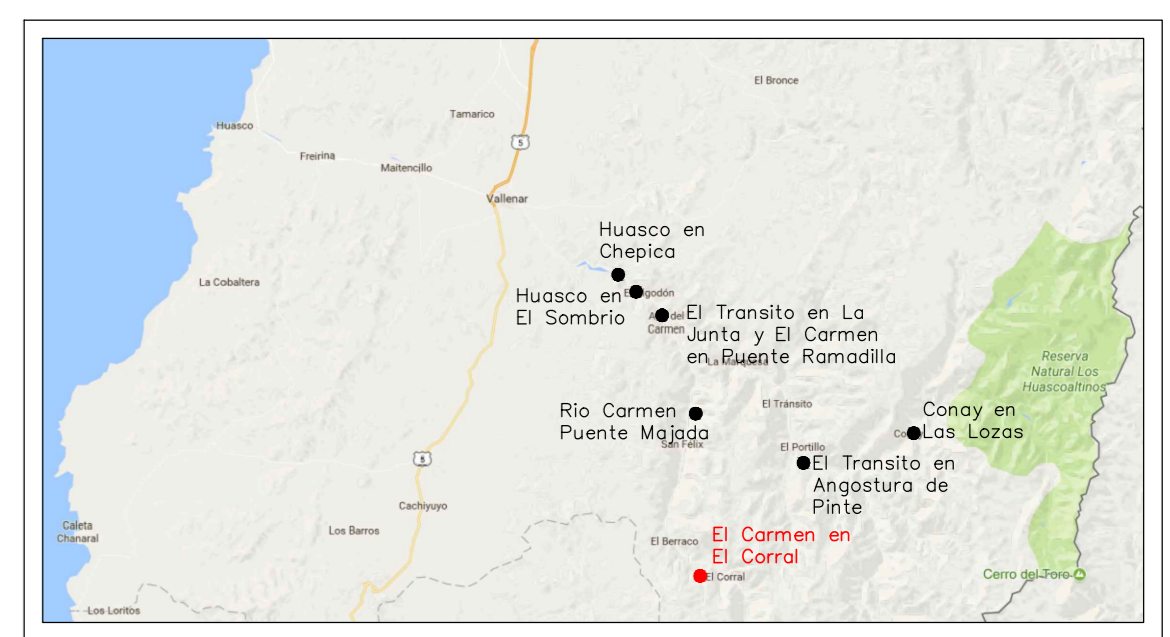 El Bronce
Tamarico
Huasco
5
Freirina
Maitencillo
Vallenar
Huasco en
Chepica
La Cobaltera
Huasco en
El Sombrio
El Transito en La
Junta y El Carmen
en Puente Ramadilla
Carmen
La Marquesa
Reserva
Natural Los
Huascoaltinos
El Tránsito
Rio Carmen
Puente Majada
San Félix
Conay en
Las Lozas
El Portillo
El Transito en
Angostura de
Pinte
5
Cachiyuyo
Caleta
Chanaral
Los Barros
El Berraco
El Carmen en
El Corral
El Corral
Cerro del Toro
Los Loritos